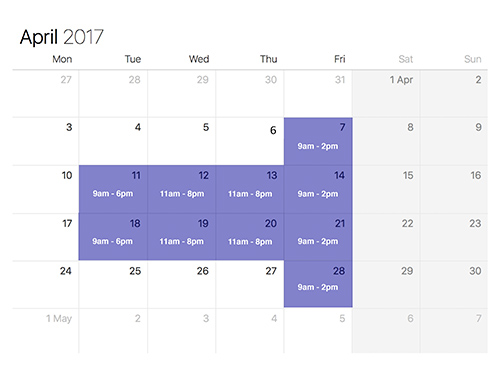 April 2017
Mon Tue Wed Thu Fri Sat Sun
27 28 29 30 31 1 Apr 2
3 4 5 6 7 8 9
9am - 2pm
10 11 12 13 14 15 16
9am - 6pm 11am - 8pm 11am - 8pm 9am - 2pm
17 18 19 20 21 22 23
9am - 6pm 11am - 8pm 11am - 8pm 9am - 2pm
24 25 26 27 28 29 30
9am - 2pm
1 May 2 3 4 5 6 7